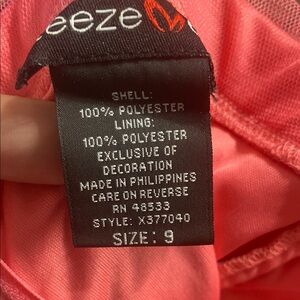 eeze
SHELL:
100% POLYESTER
LINING:
100% POLYESTER
EXCLUSIVE OF
DECORATION
MADE IN PHILIPPINES
CARE ON REVERSE
RN 48533
STYLE: X377040
SIZE: 9